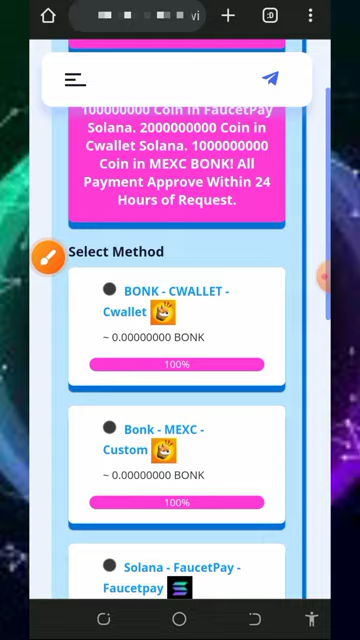 vi
:D
100000000 Coin in FaucetPay
Solana. 2000000000 Coin in
Cwallet Solana. 1000000000
Coin in MEXC BONK! All
Payment Approve Within 24
Hours of Request.
Select Method
BONK - CWALLET -
Cwallet
~ 0.00000000 BONK
100%
Bonk - MEXC -
Custom
~ 0.00000000 BONK
100%
Solana - FaucetPay -
Faucetpay